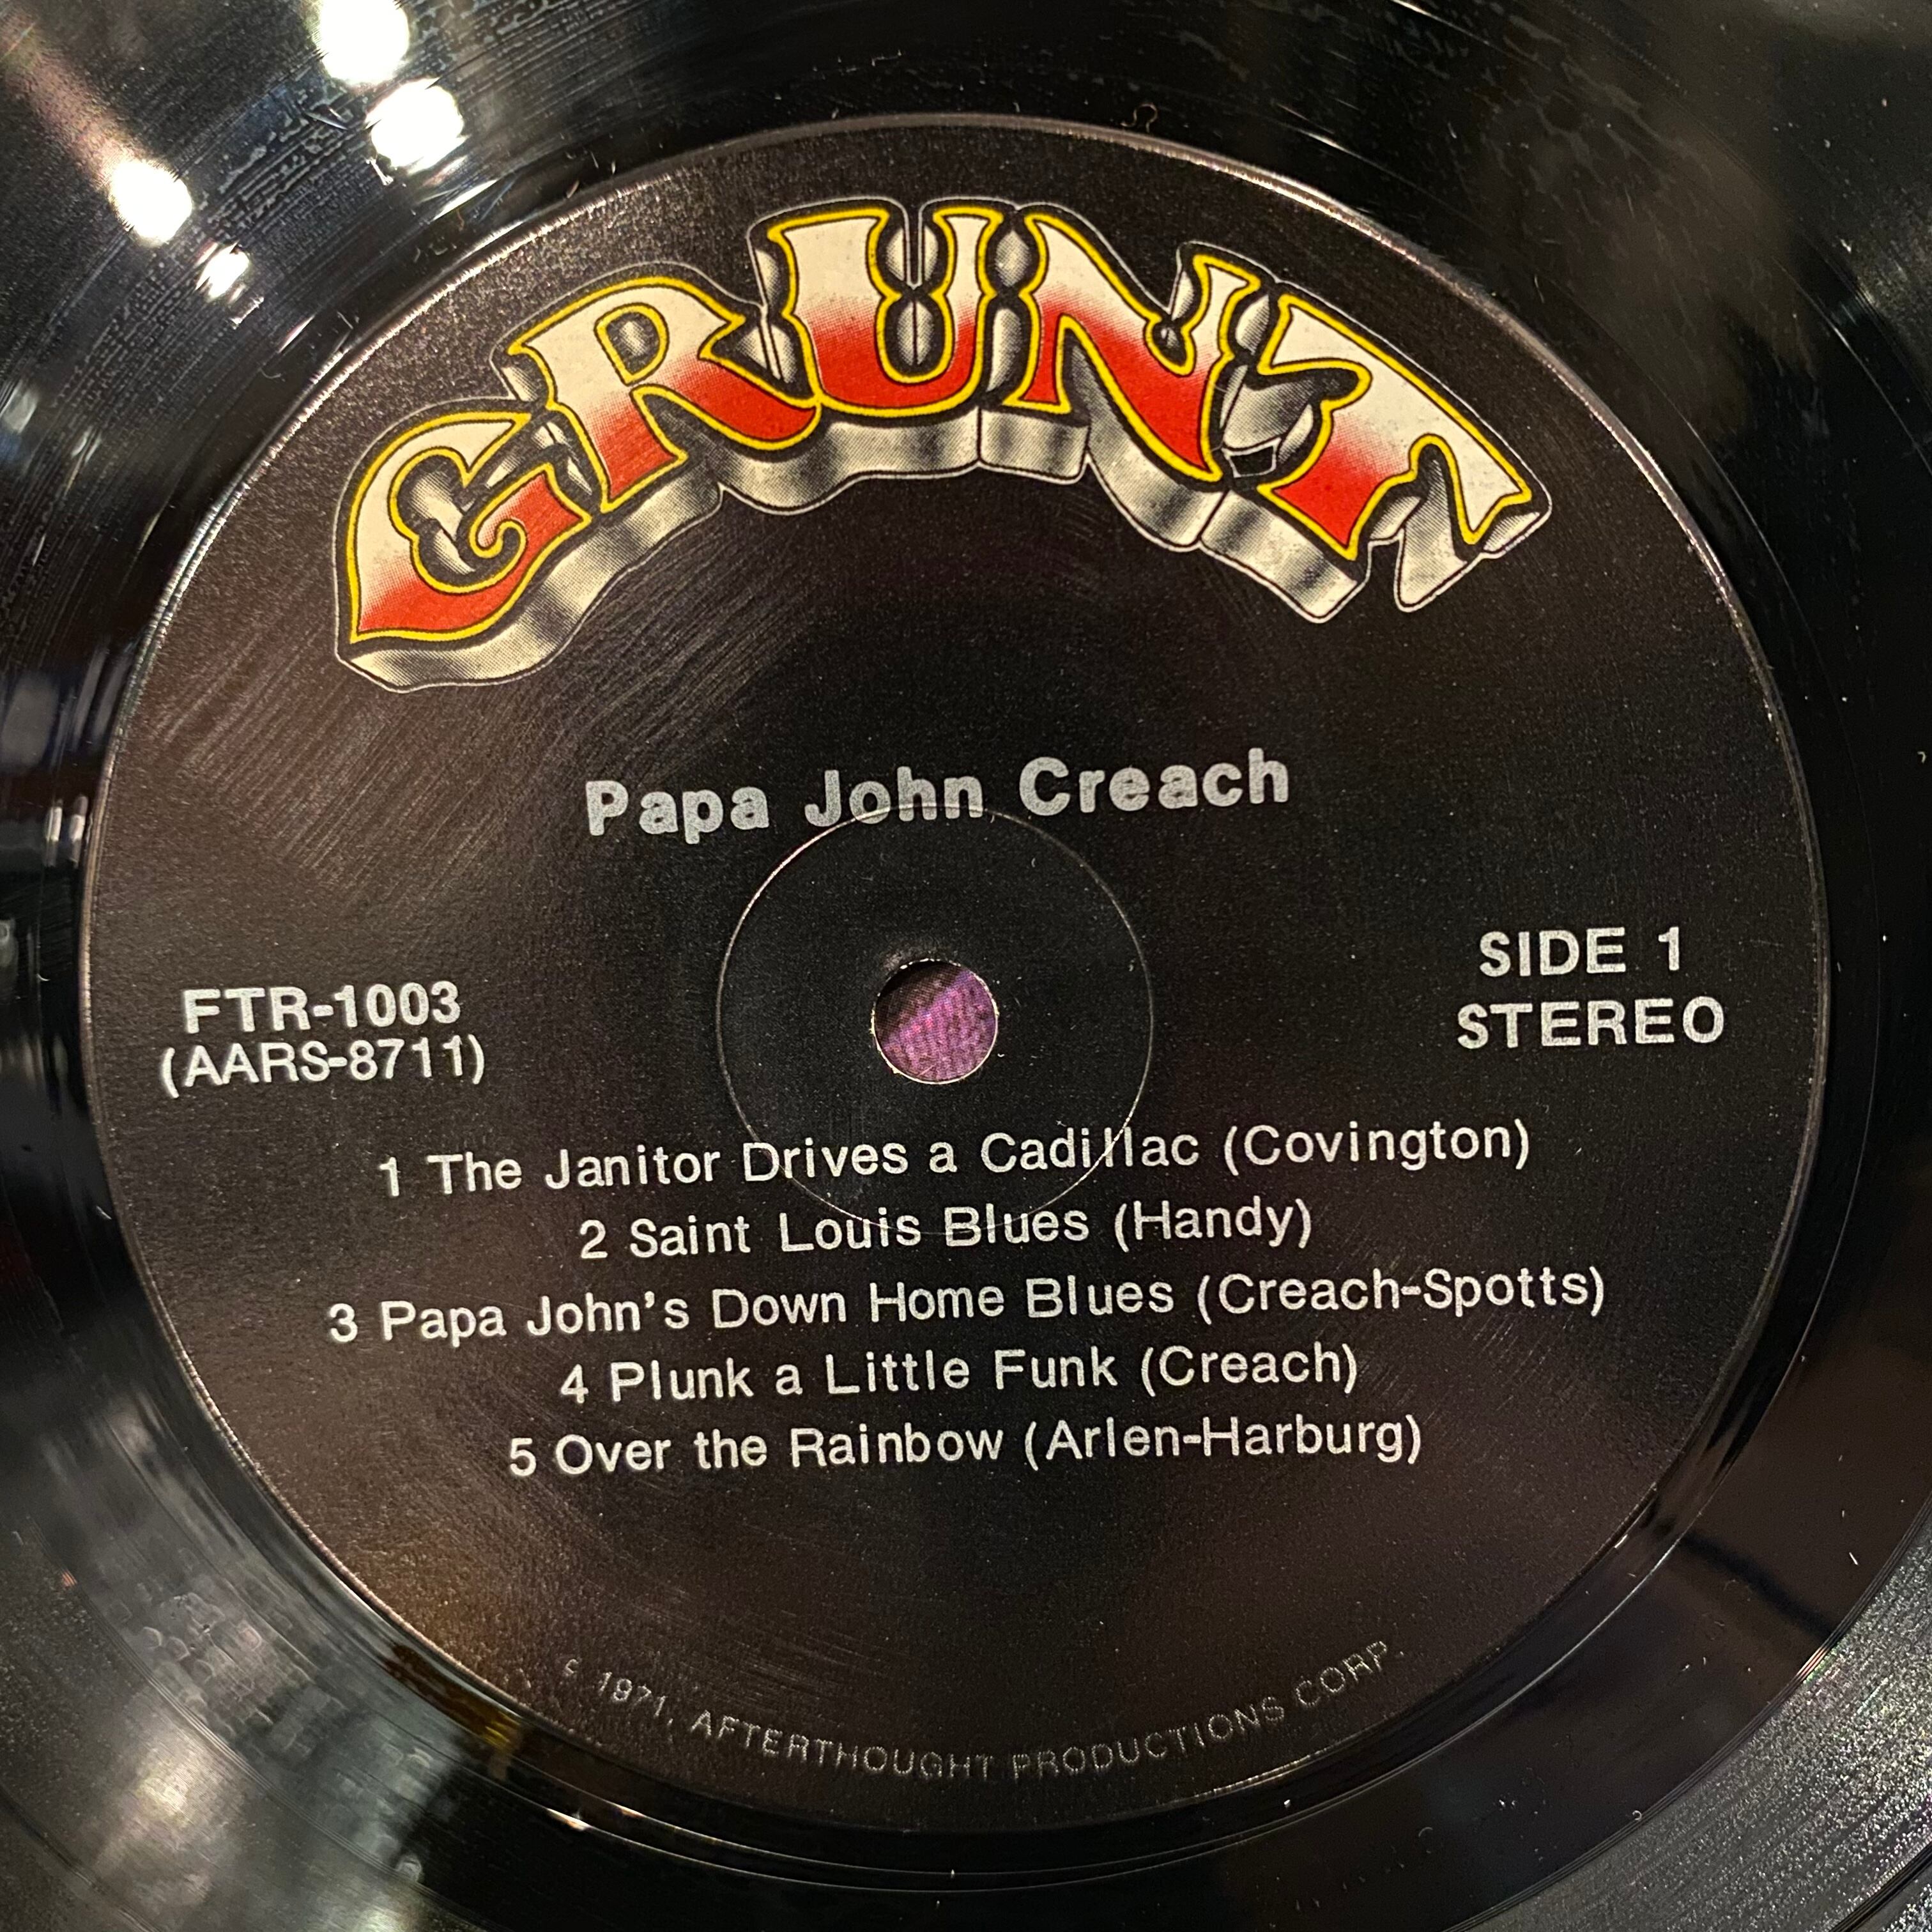 GRUNT
Papa John Creach
FTR-1003
(AARS-8711)
SIDE 1
STEREO
1 The Janitor Drives a Cadillac (Covington)
2 Saint Louis Blues (Handy)
3 Papa John's Down Home Blues (Creach-Spotts)
4 Plunk a Little Funk (Creach)
5 Over the Rainbow (Arlen-Harburg)
c 1971, AFTERTHOUGHT PRODUCTIONS CORP.